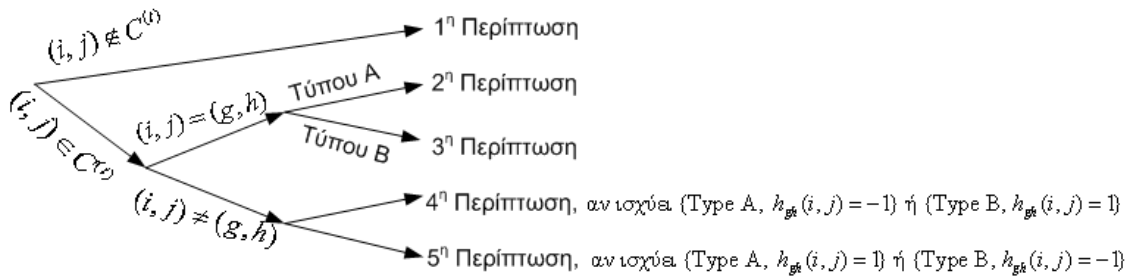 (i, j) ∉ C^(t)
1η Περίπτωση
(i, j) ∈ C^(t)
(i, j) = (g, h)
Τύπου Α
2η Περίπτωση
Τύπου Β
3η Περίπτωση
(i, j) ≠ (g, h)
4η Περίπτωση, αν ισχύει {Type A, h_gh(i, j) = −1} ή {Type B, h_gh(i, j) = 1}
5η Περίπτωση, αν ισχύει {Type A, h_gh(i, j) = 1} ή {Type B, h_gh(i, j) = −1}